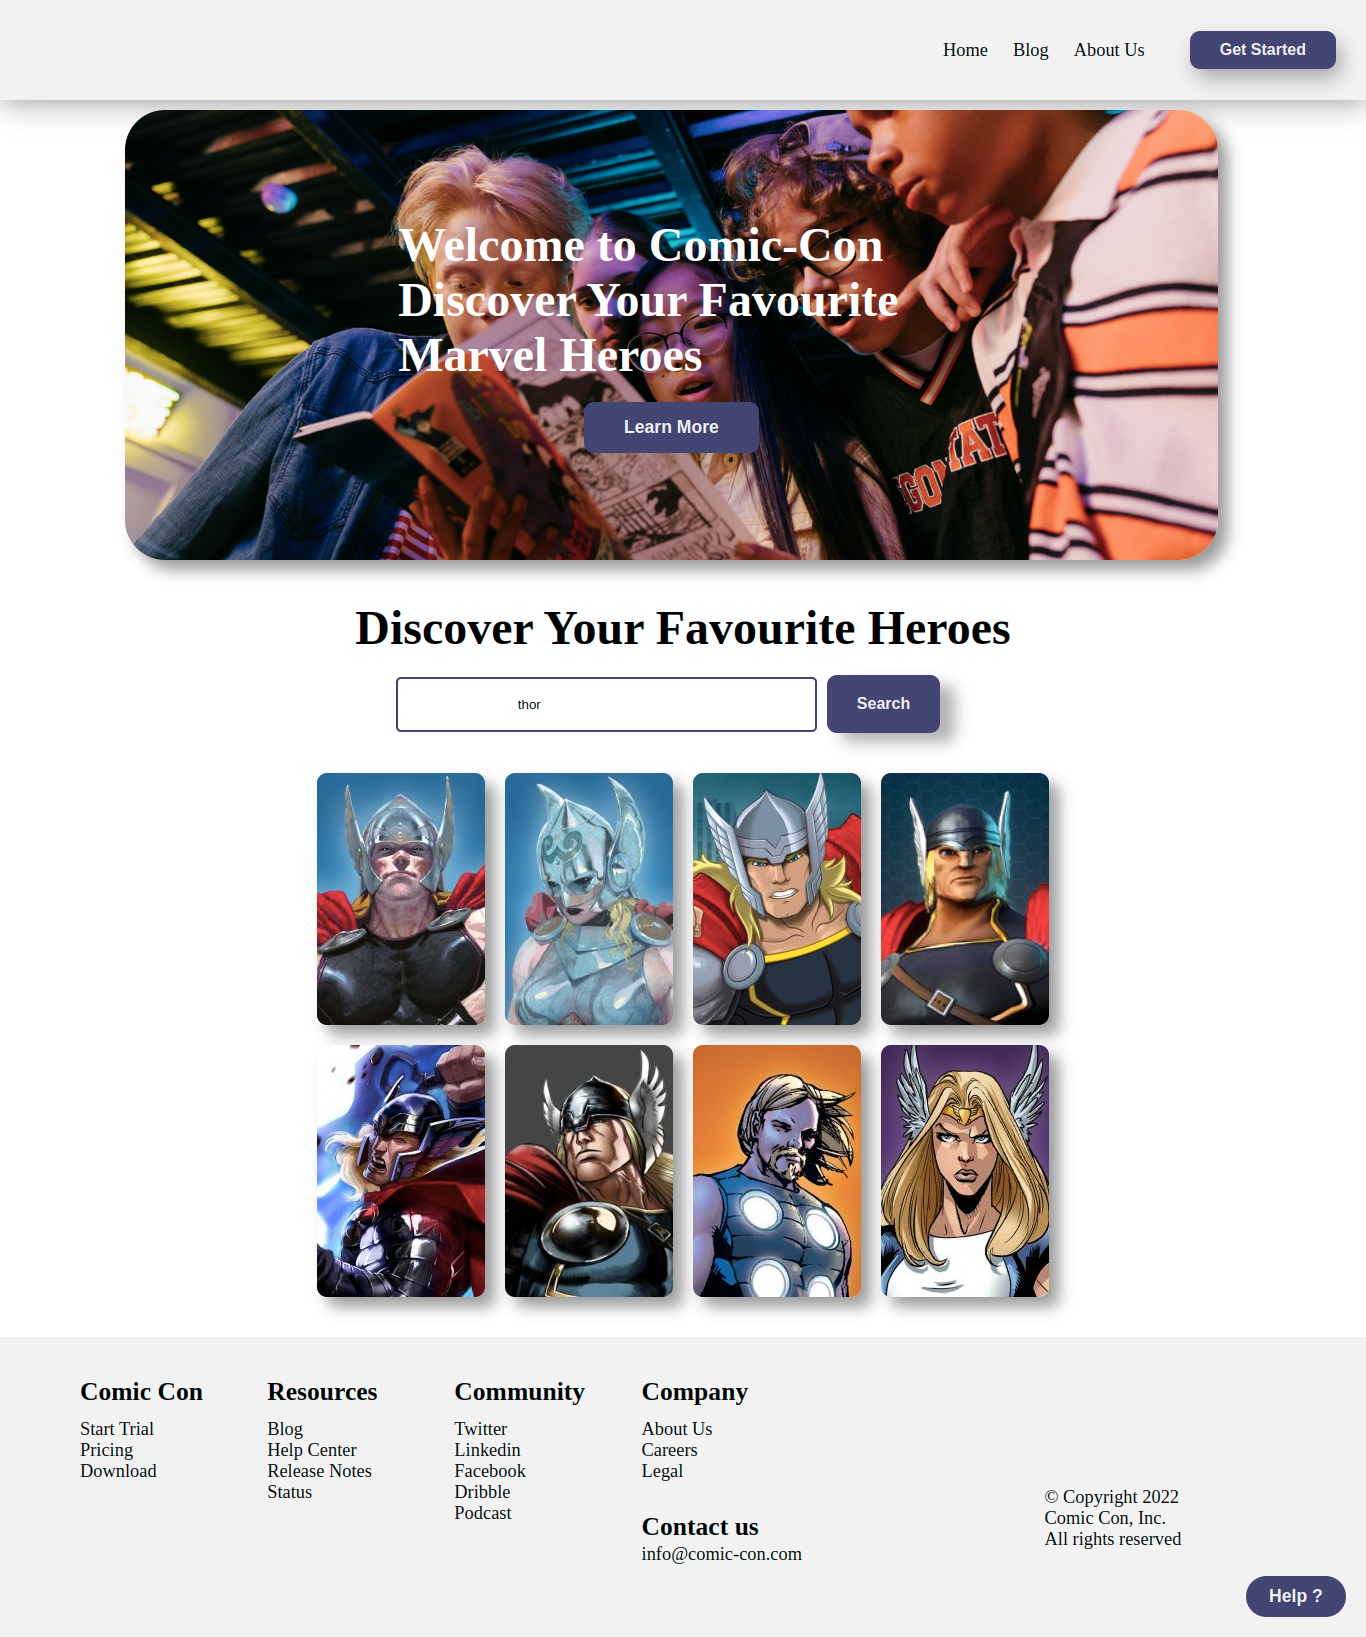 Home Blog About Us Get Started
Welcome to Comic-Con
Discover Your Favourite
Marvel Heroes
Learn More
Discover Your Favourite Heroes
thor Search
Comic Con
Start Trial
Pricing
Download
Resources
Blog
Help Center
Release Notes
Status
Community
Twitter
Linkedin
Facebook
Dribble
Podcast
Company
About Us
Careers
Legal
Contact us
info@comic-con.com
© Copyright 2022
Comic Con, Inc.
All rights reserved
Help ?